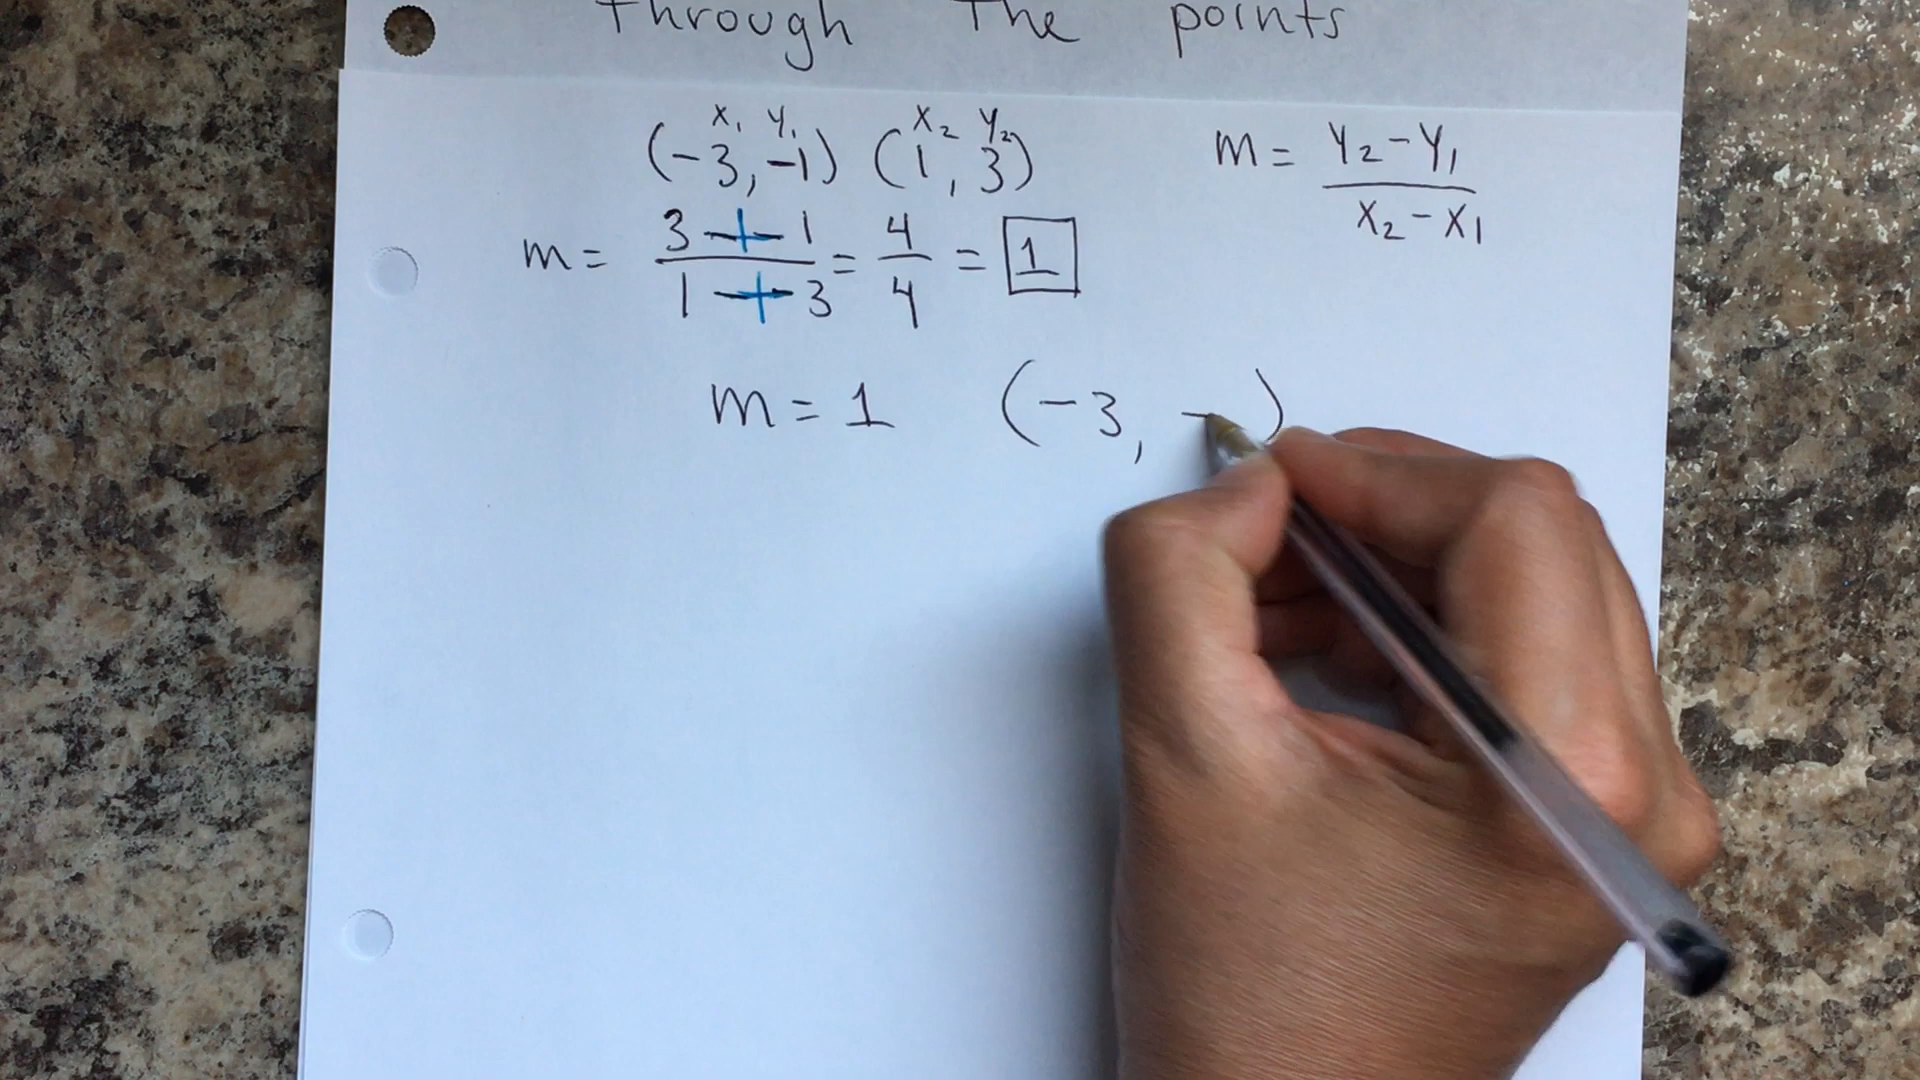 Through The points
(-3, -1) (1, 3)
x₁ y₁ x₂ y₂
m = y₂ - y₁ / x₂ - x₁
m = 3 - + - 1 / 1 - + - 3 = 4 / 4 = 1
m = 1 (-3, - )